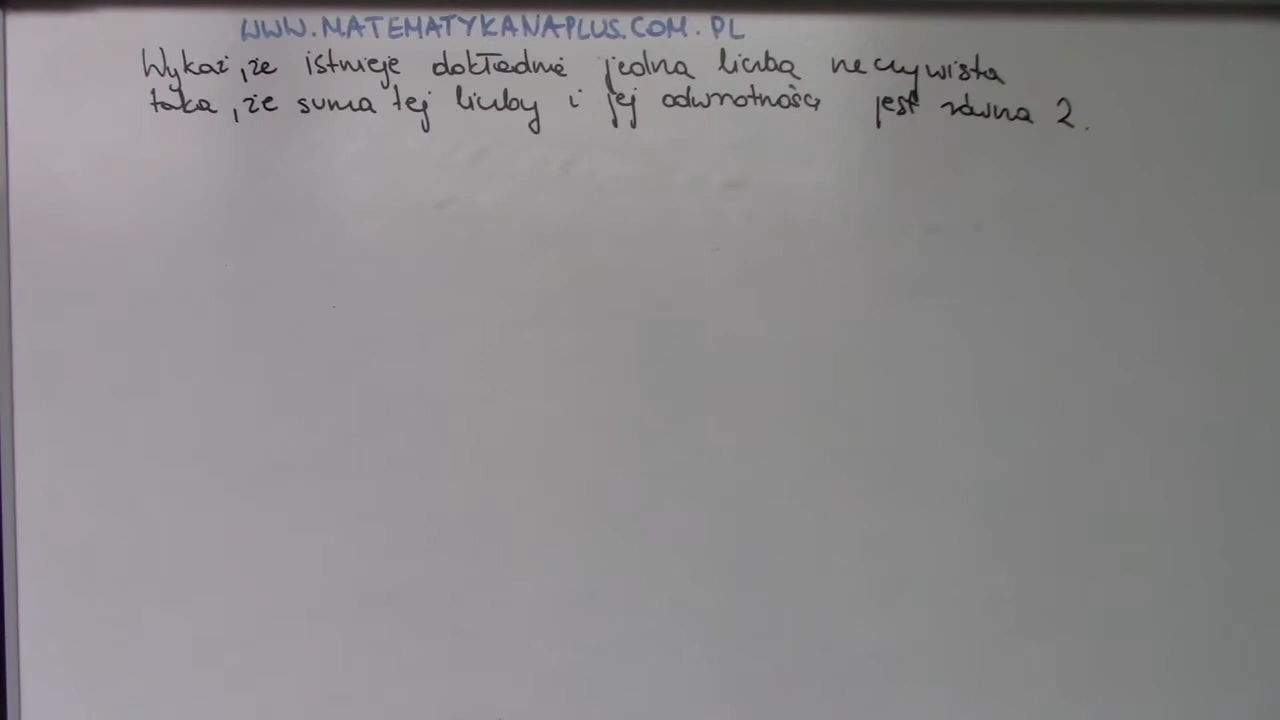 WWW.MATEMATYKANAPLUS.COM.PL
Wykaż, że istnieje dokładnie jedna liczba rzeczywista
taka, że suma tej liczby i jej odwrotności jest równa 2.